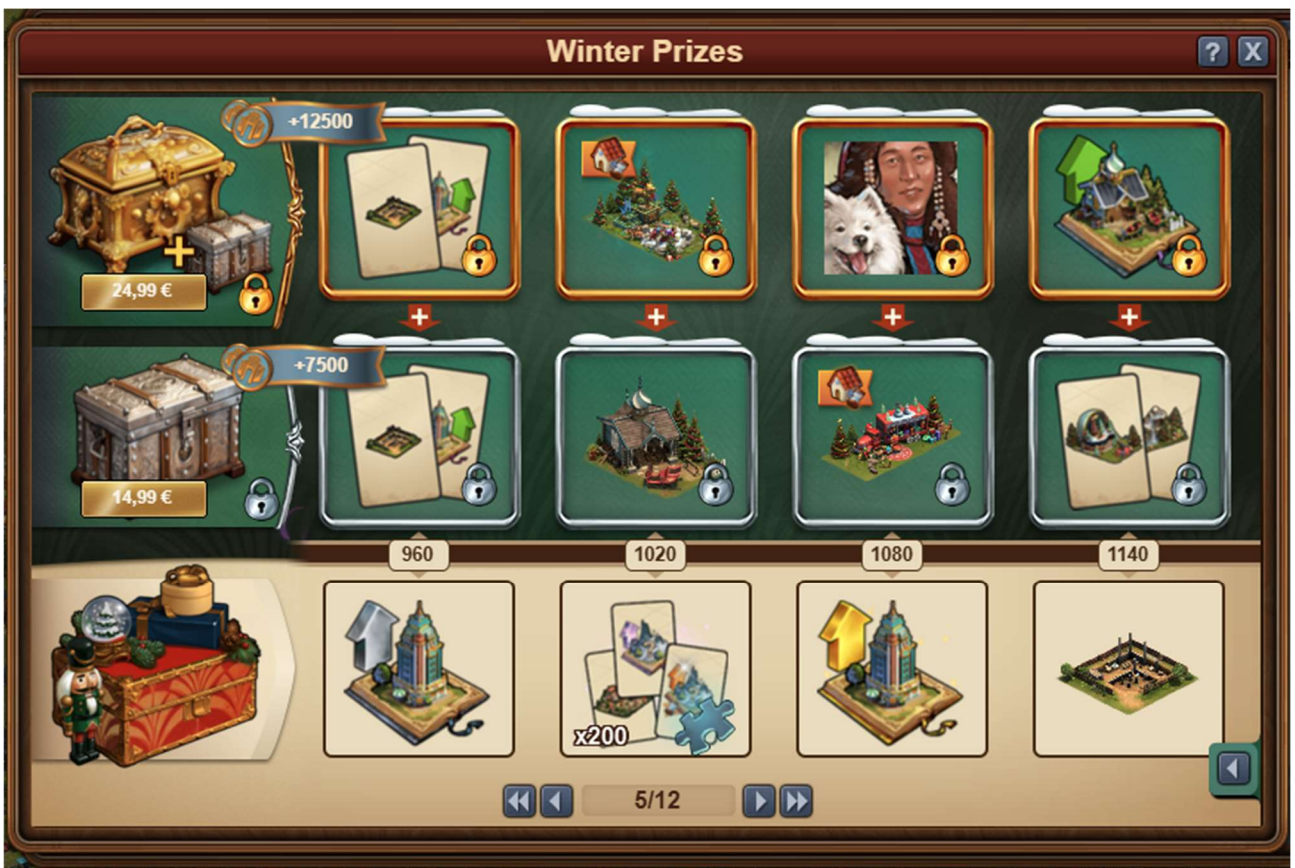 Winter Prizes
? X
+12500
+
24,99 €
+ + + +
+7500
14,99 €
960 1020 1080 1140
x200
5/12